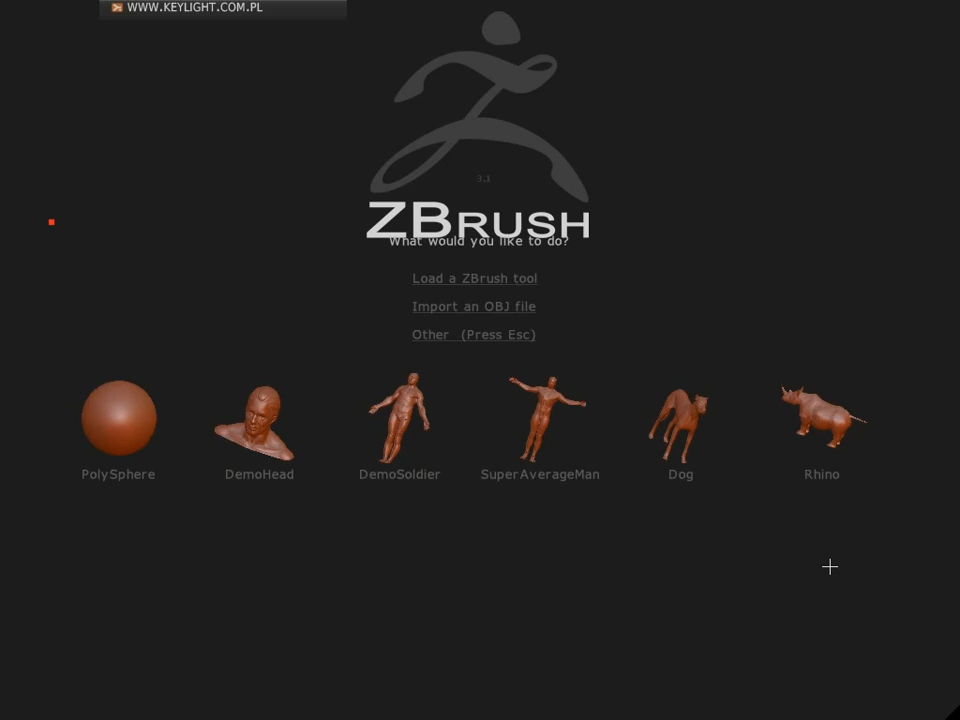 WWW.KEYLIGHT.COM.PL
3.1
ZBRUSH
What would you like to do?
Load a ZBrush tool
Import an OBJ file
Other (Press Esc)
PolySphere DemoHead DemoSoldier SuperAverageMan Dog Rhino